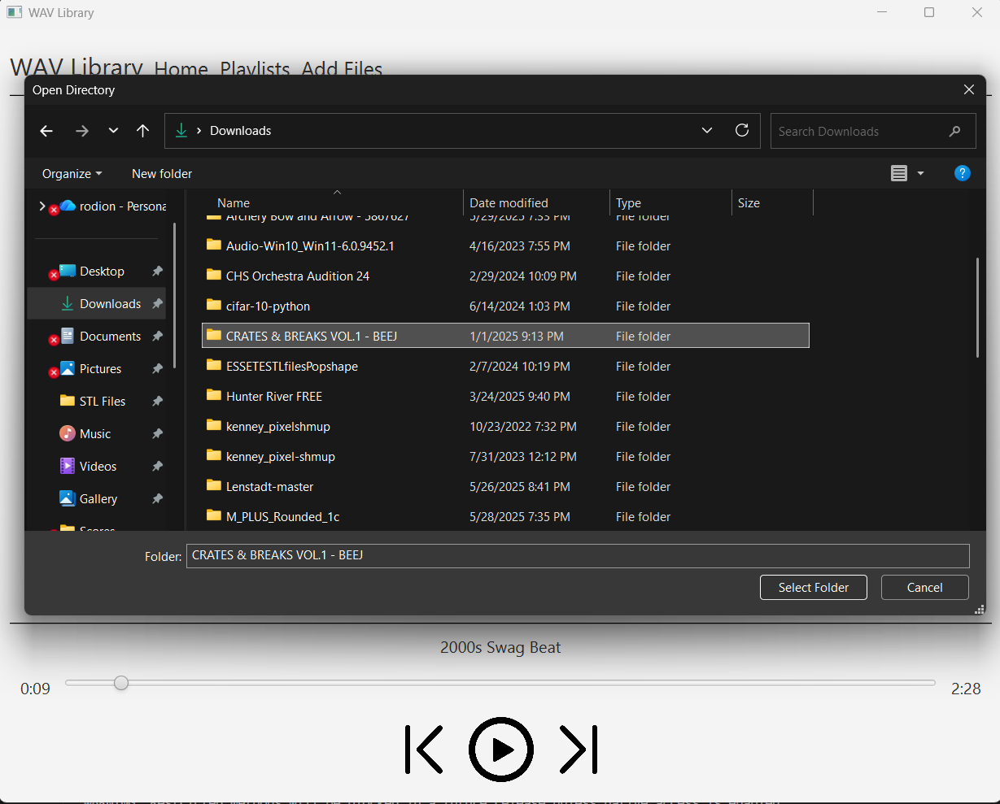 WAV Library
WAV Library Home Playlists Add Files
Open Directory
Downloads
Search Downloads
Organize
New folder
rodion - Persona
Desktop
Downloads
Documents
Pictures
STL Files
Music
Videos
Gallery
Scores
Name Date modified Type Size
Archery Bow and Arrow - 5867627 5/29/2025 7:33 PM File folder
Audio-Win10_Win11-6.0.9452.1 4/16/2023 7:55 PM File folder
CHS Orchestra Audition 24 2/29/2024 10:09 PM File folder
cifar-10-python 6/14/2024 1:03 PM File folder
CRATES & BREAKS VOL.1 - BEEJ 1/1/2025 9:13 PM File folder
ESSETESTLfilesPopshape 2/7/2024 10:19 PM File folder
Hunter River FREE 3/24/2025 9:40 PM File folder
kenney_pixelshmup 10/23/2022 7:32 PM File folder
kenney_pixel-shmup 7/31/2023 12:12 PM File folder
Lenstadt-master 5/26/2025 8:41 PM File folder
M_PLUS_Rounded_1c 5/28/2025 7:35 PM File folder
Folder: CRATES & BREAKS VOL.1 - BEEJ
Select Folder
Cancel
2000s Swag Beat
0:09
2:28